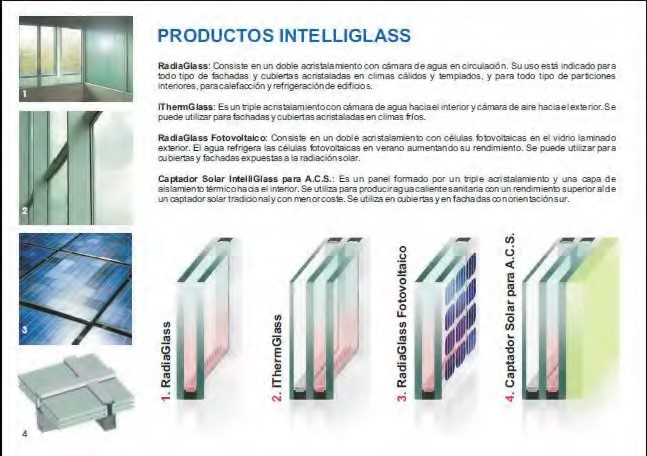 PRODUCTOS INTELLIGLASS
RadiaGlass: Consiste en un doble acristalamiento con cámara de agua en circulación. Su uso está indicado para
todo tipo de fachadas y cubiertas acristaladas en climas cálidos y templados, y para todo tipo de particiones
interiores, para calefacción y refrigeración de edificios.
iThermGlass: Es un triple acristalamiento con cámara de agua hacia el interior y cámara de aire hacia el exterior. Se
puede utilizar para fachadas y cubiertas acristaladas en climas fríos.
RadiaGlass Fotovoltaico: Consiste en un doble acristalamiento con células fotovoltaicas en el vidrio laminado
exterior. El agua refrigera las células fotovoltaicas en verano aumentando su rendimiento. Se puede utilizar para
cubiertas y fachadas expuestas a la radiación solar.
Captador Solar IntelliGlass para A.C.S.: Es un panel formado por un triple acristalamiento y una capa de
aislamiento térmico hacia el interior. Se utiliza para producir agua caliente sanitaria con un rendimiento superior al de
un captador solar tradicional y con menor coste. Se utiliza en cubiertas y en fachadas con orientación sur.
1
2
3
4
1. RadiaGlass
2. iThermGlass
3. RadiaGlass Fotovoltaico
4. Captador Solar para A.C.S.